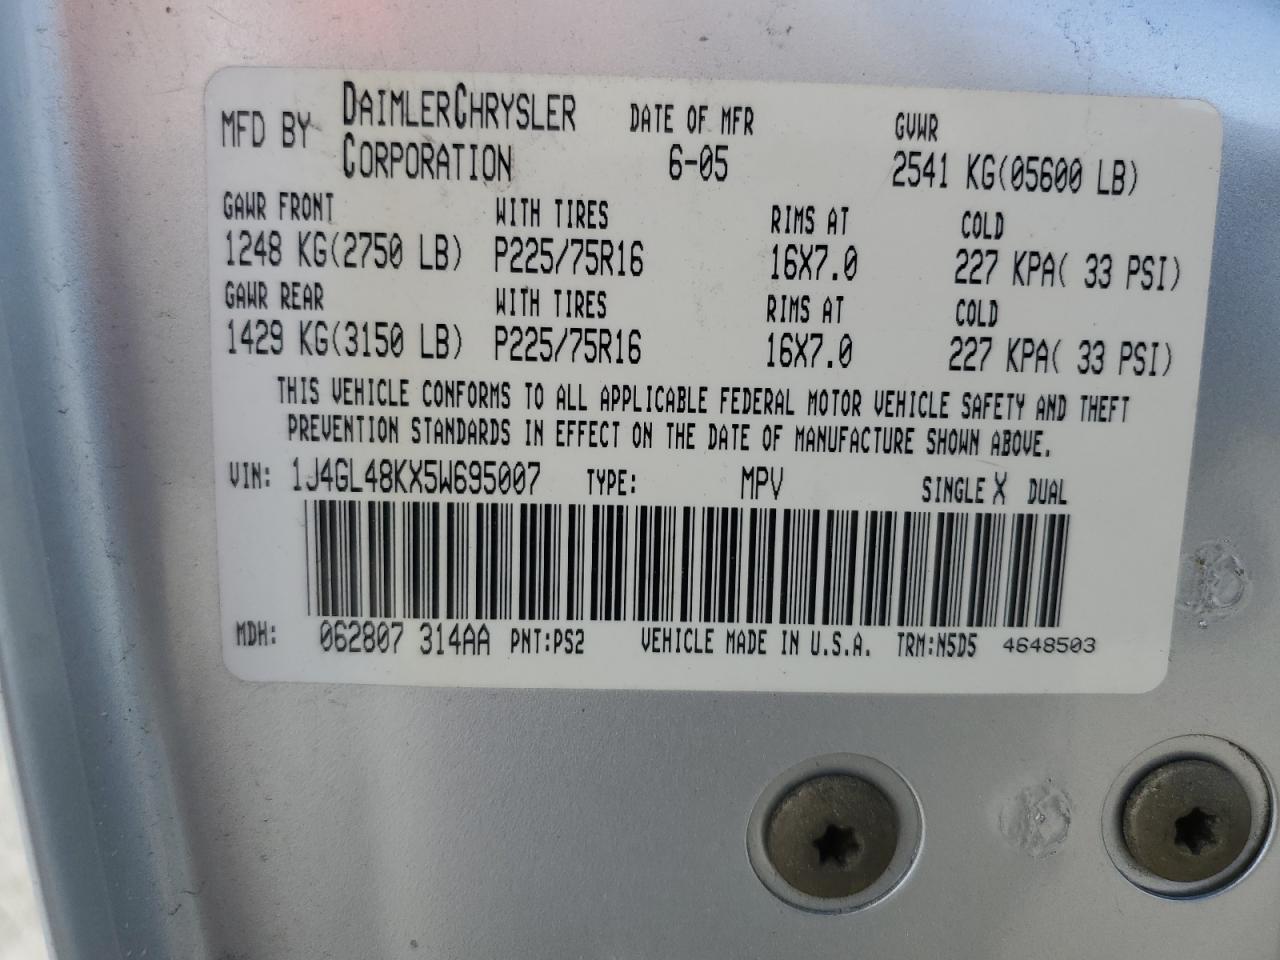 MFD BY DAIMLERCHRYSLER CORPORATION DATE OF MFR 6-05 GVWR 2541 KG(05600 LB)
GAWR FRONT WITH TIRES RIMS AT COLD
1248 KG(2750 LB) P225/75R16 16X7.0 227 KPA( 33 PSI)
GAWR REAR WITH TIRES RIMS AT COLD
1429 KG(3150 LB) P225/75R16 16X7.0 227 KPA( 33 PSI)
THIS VEHICLE CONFORMS TO ALL APPLICABLE FEDERAL MOTOR VEHICLE SAFETY AND THEFT
PREVENTION STANDARDS IN EFFECT ON THE DATE OF MANUFACTURE SHOWN ABOVE.
VIN: 1J4GL48KX5W695007 TYPE: MPV SINGLE X DUAL
MDH: 062807 314AA PNT:PS2 VEHICLE MADE IN U.S.A. TRM:N5D5 4648503